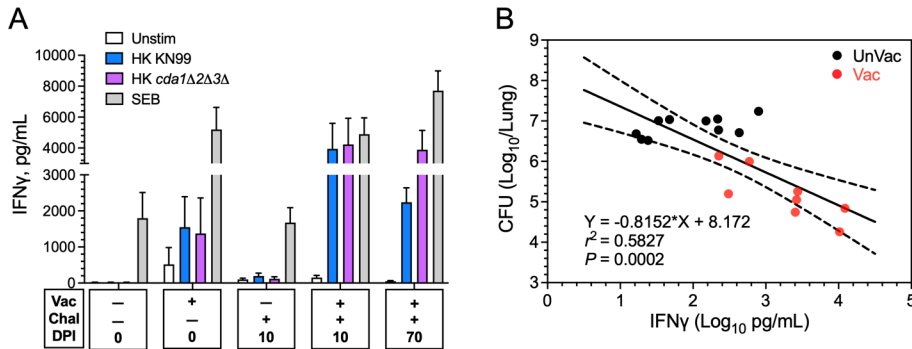 A
IFNγ, pg/mL
10000
8000
6000
4000
3000
2000
1000
0
Unstim
HK KN99
HK cda1Δ2Δ3Δ
SEB
Vac — + — + +
Chal — — + + +
DPI 0 0 10 10 70
B
CFU (Log10/Lung)
9
8
7
6
5
4
3
UnVac
Vac
Y = -0.8152*X + 8.172
r² = 0.5827
P = 0.0002
0 1 2 3 4 5
IFNγ (Log10 pg/mL)